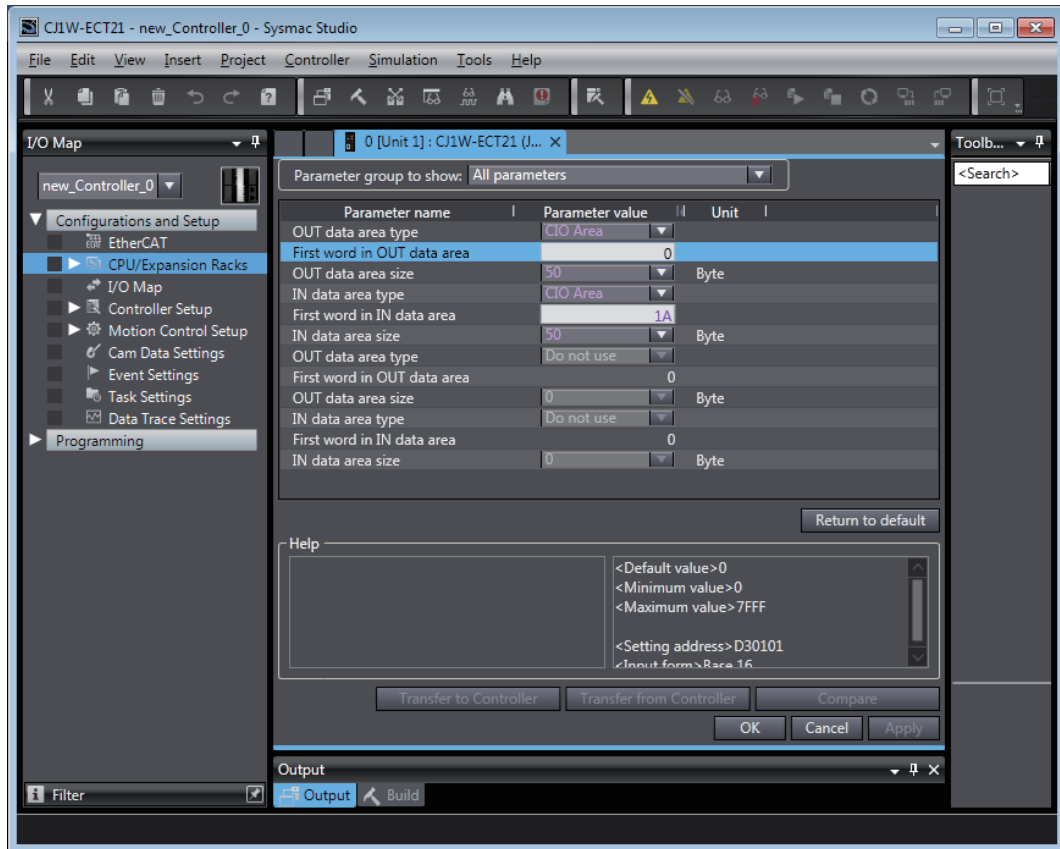 CJ1W-ECT21 - new_Controller_0 - Sysmac Studio
File Edit View Insert Project Controller Simulation Tools Help
I/O Map
new_Controller_0
Configurations and Setup
EtherCAT
CPU/Expansion Racks
I/O Map
Controller Setup
Motion Control Setup
Cam Data Settings
Event Settings
Task Settings
Data Trace Settings
Programming
Filter
0 [Unit 1] : CJ1W-ECT21 (J...
Parameter group to show: All parameters
Parameter name Parameter value Unit
OUT data area type CIO Area
First word in OUT data area 0
OUT data area size 50 Byte
IN data area type CIO Area
First word in IN data area 1A
IN data area size 50 Byte
OUT data area type Do not use
First word in OUT data area 0
OUT data area size 0 Byte
IN data area type Do not use
First word in IN data area 0
IN data area size 0 Byte
Return to default
Help
<Default value>0
<Minimum value>0
<Maximum value>7FFF
<Setting address>D30101
<Input form>Base 16
Transfer to Controller Transfer from Controller Compare
OK Cancel Apply
Output
Output Build
Toolb...
<Search>